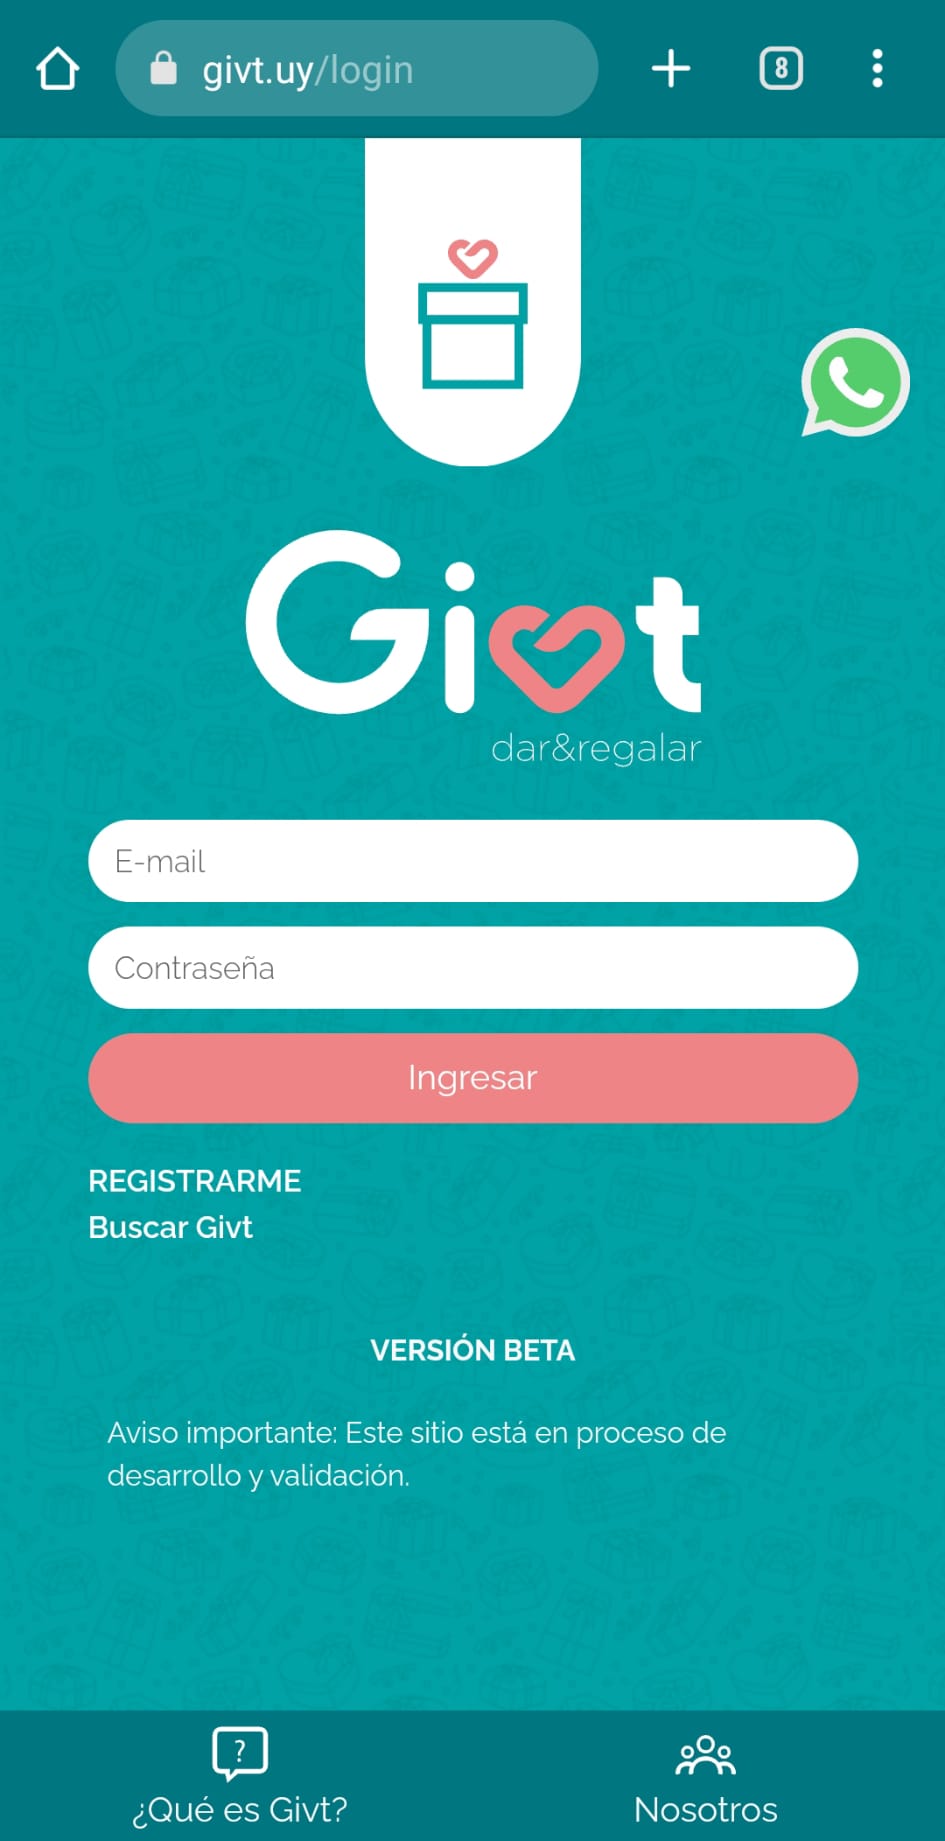 givt.uy/login
8
Givt
dar&regalar
E-mail
Contraseña
Ingresar
REGISTRARME
Buscar Givt
VERSIÓN BETA
Aviso importante: Este sitio está en proceso de
desarrollo y validación.
?
¿Qué es Givt?
Nosotros